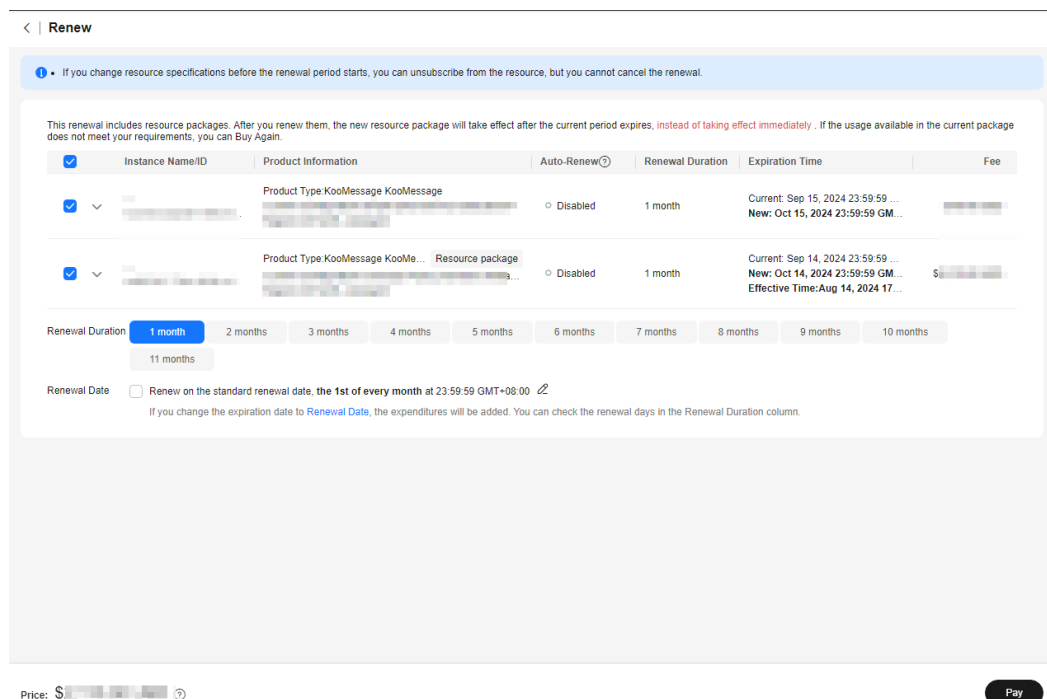 Renew
If you change resource specifications before the renewal period starts, you can unsubscribe from the resource, but you cannot cancel the renewal.
This renewal includes resource packages. After you renew them, the new resource package will take effect after the current period expires, instead of taking effect immediately . If the usage available in the current package
does not meet your requirements, you can Buy Again.
Instance Name/ID Product Information Auto-Renew Renewal Duration Expiration Time Fee
Product Type:KooMessage KooMessage
Disabled 1 month
Current: Sep 15, 2024 23:59:59 ...
New: Oct 15, 2024 23:59:59 GM...
Product Type:KooMessage KooMe... Resource package
Disabled 1 month
Current: Sep 14, 2024 23:59:59 ...
New: Oct 14, 2024 23:59:59 GM...
Effective Time:Aug 14, 2024 17...
$
Renewal Duration 1 month 2 months 3 months 4 months 5 months 6 months 7 months 8 months 9 months 10 months
11 months
Renewal Date Renew on the standard renewal date, the 1st of every month at 23:59:59 GMT+08:00
If you change the expiration date to Renewal Date, the expenditures will be added. You can check the renewal days in the Renewal Duration column.
Price: $ Pay